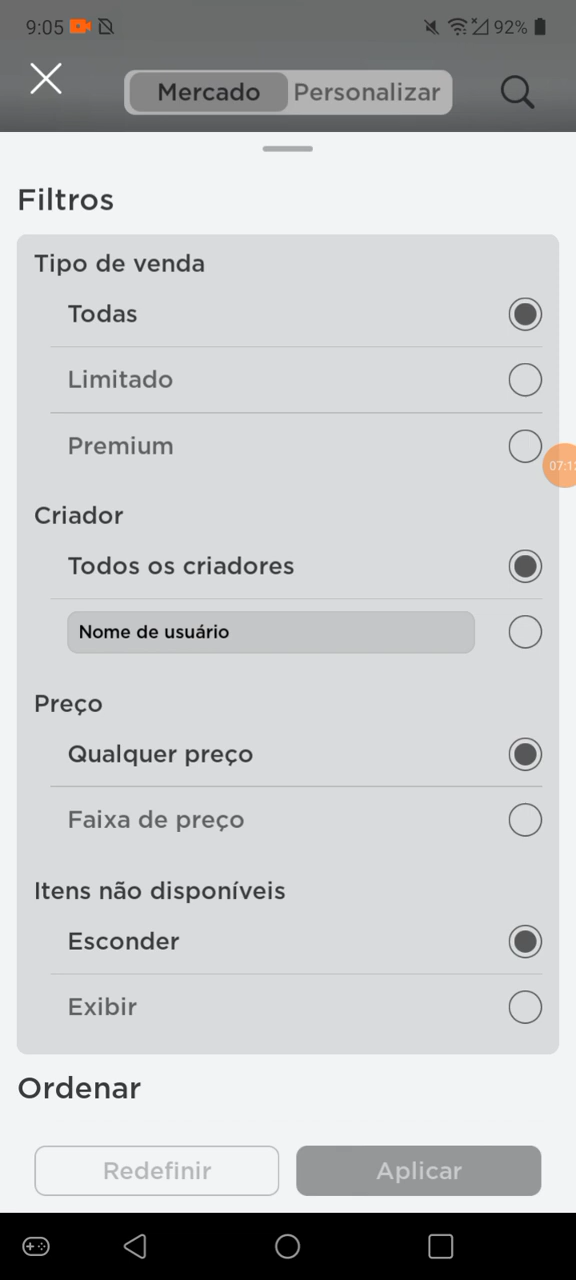 9:05
92%
Mercado
Personalizar
Filtros
Tipo de venda
Todas
Limitado
Premium
Criador
Todos os criadores
Nome de usuário
Preço
Qualquer preço
Faixa de preço
Itens não disponíveis
Esconder
Exibir
Ordenar
Redefinir
Aplicar